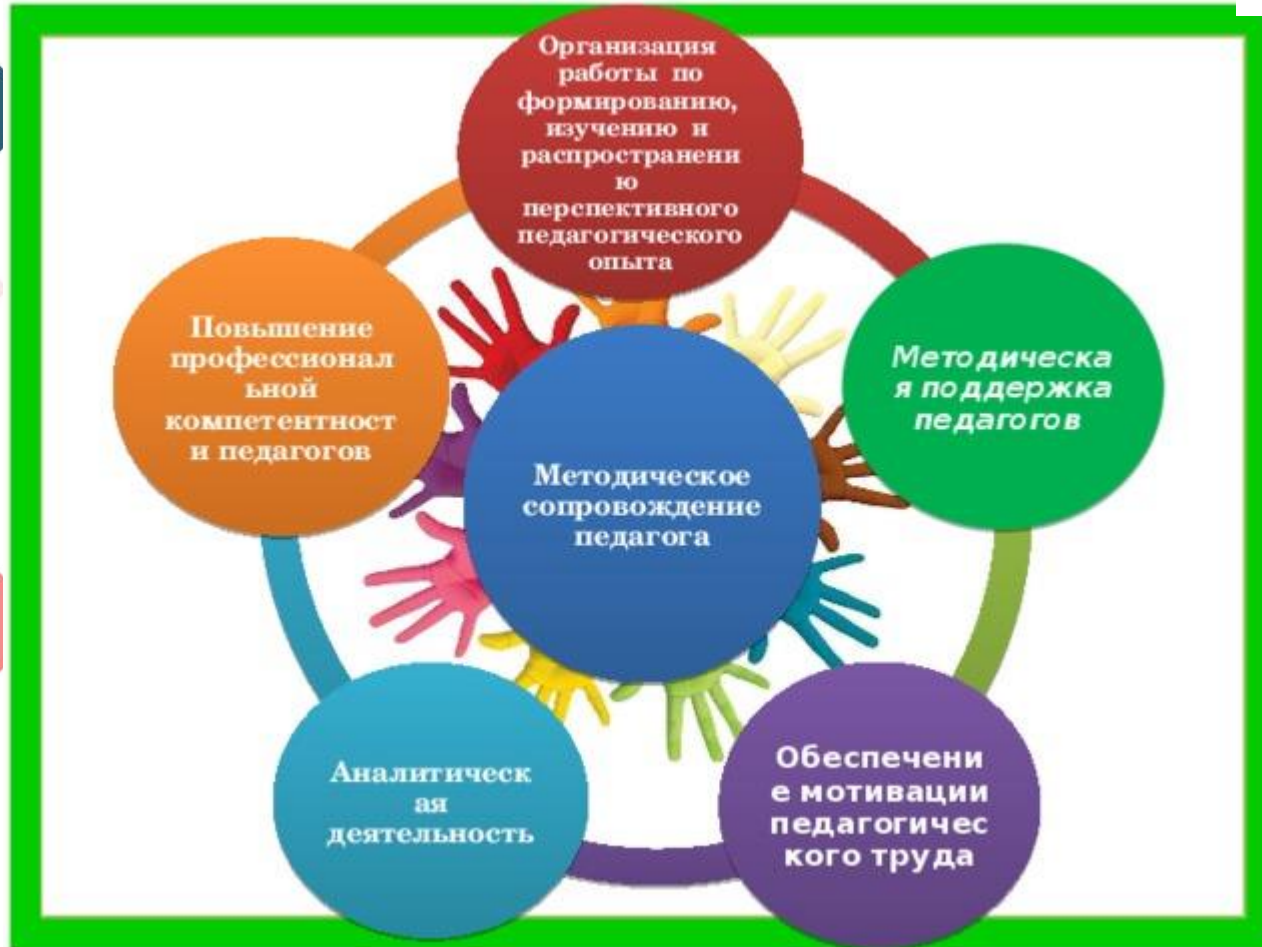 Организация
работы по
формированию,
изучению и
распространени
ю
перспективного
педагогического
опыта
Методическа
я поддержка
педагогов
Обеспечени
е мотивации
педагогичес
кого труда
Аналитическ
ая
деятельность
Повышение
профессионал
ьной
компетентност
и педагогов
Методическое
сопровождение
педагога